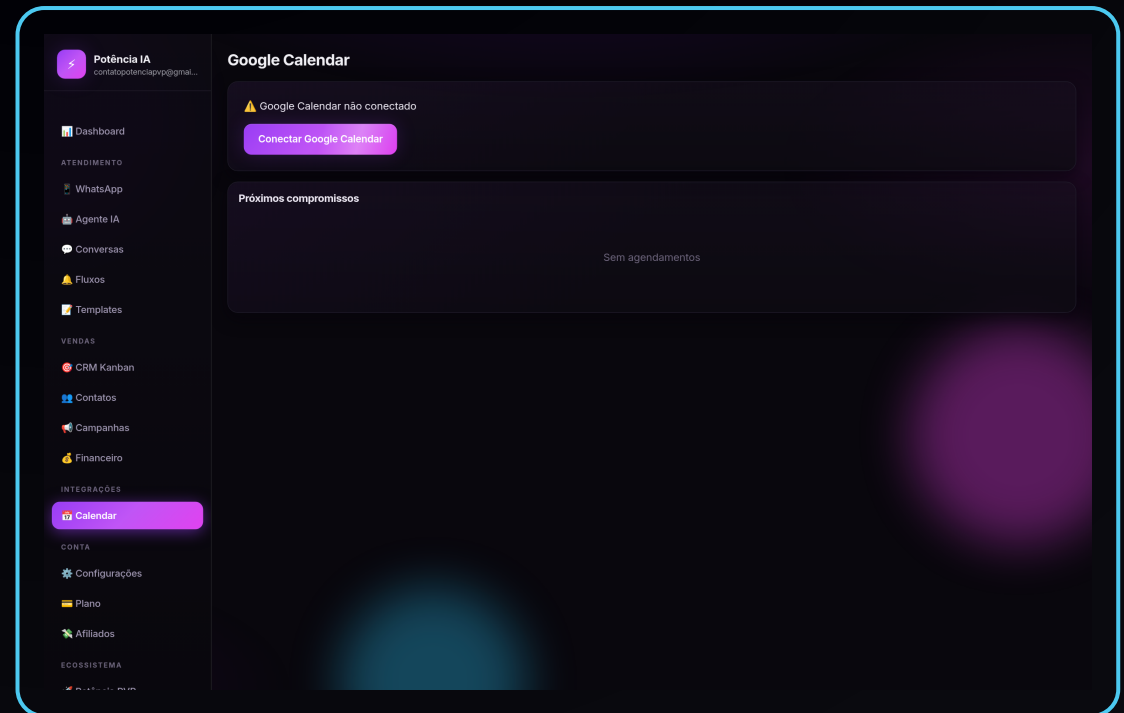 Potência IA
contatopotenciapvp@gmai...
Dashboard
ATENDIMENTO
WhatsApp
Agente IA
Conversas
Fluxos
Templates
VENDAS
CRM Kanban
Contatos
Campanhas
Financeiro
INTEGRAÇÕES
Calendar
CONTA
Configurações
Plano
Afiliados
ECOSSISTEMA
Potência PVP
Google Calendar
Google Calendar não conectado
Conectar Google Calendar
Próximos compromissos
Sem agendamentos